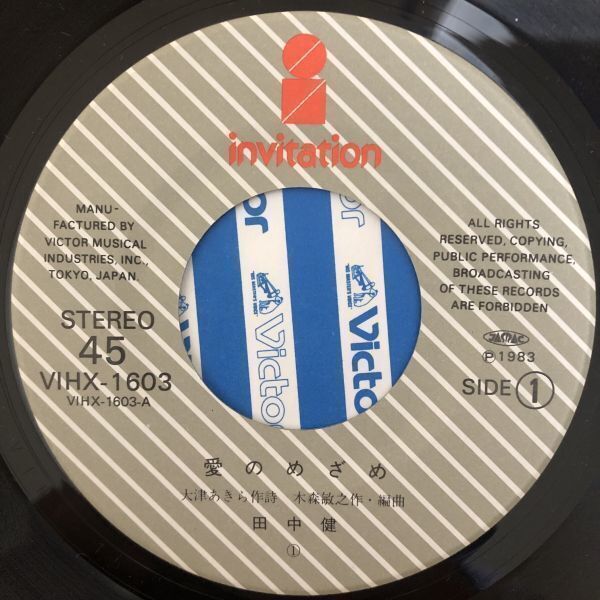 invitation
MANU-
FACTURED BY
VICTOR MUSICAL
INDUSTRIES, INC.,
TOKYO, JAPAN.
ALL RIGHTS
RESERVED, COPYING,
PUBLIC PERFORMANCE,
BROADCASTING
OF THESE RECORDS
ARE FORBIDDEN
STEREO
45
VIHX-1603
VIHX-1603-A
JASRAC
Ⓟ1983
SIDE 1
Victor
Victor
愛のめざめ
大津あきら作詩 木森敏之作・編曲
田中健
①